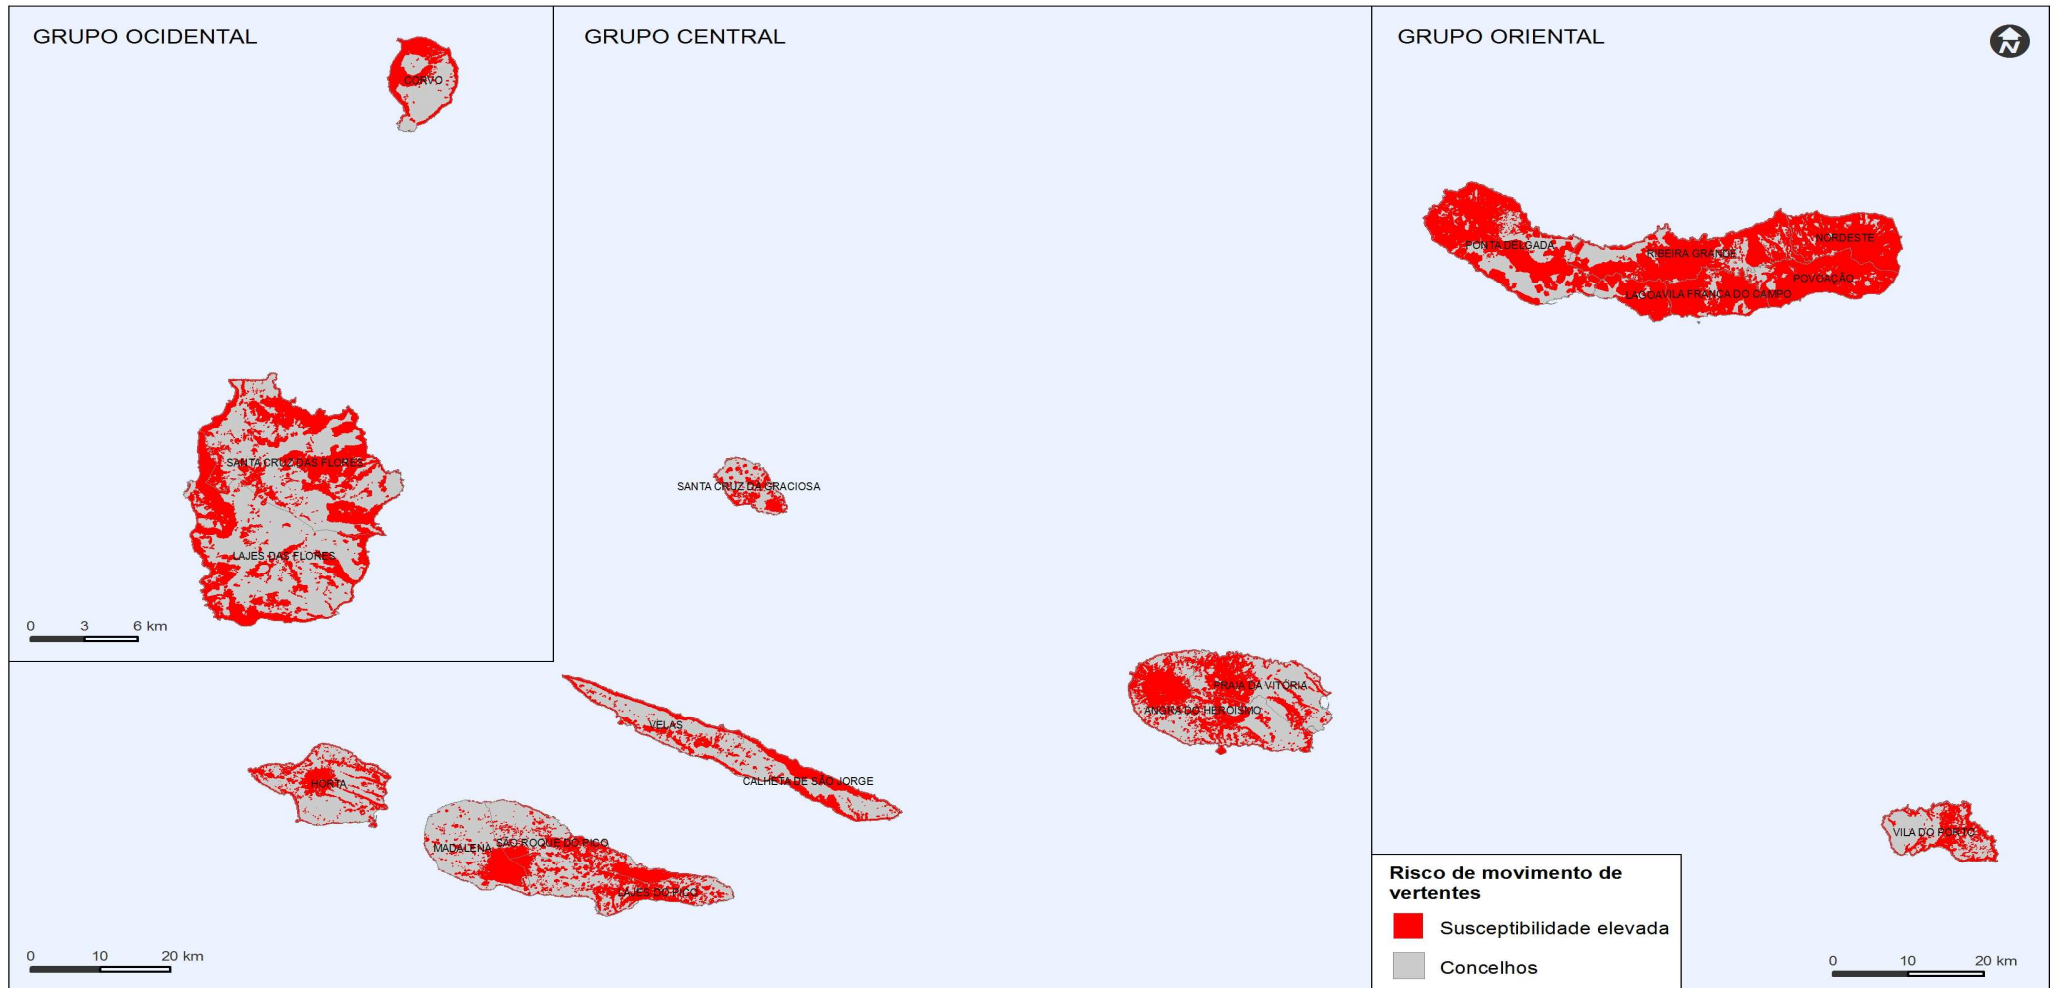 GRUPO OCIDENTAL
CORVO
SANTA CRUZ DAS FLORES
LAJES DAS FLORES
0 3 6 km
GRUPO CENTRAL
SANTA CRUZ DA GRACIOSA
PRAIA DA VITÓRIA
ANGRA DO HEROÍSMO
VELAS
CALHETA DE SÃO JORGE
HORTA
MADALENA
SÃO ROQUE DO PICO
LAJES DO PICO
0 10 20 km
GRUPO ORIENTAL
N
PONTA DELGADA
RIBEIRA GRANDE
NORDESTE
POVOAÇÃO
LAGOA
VILA FRANCA DO CAMPO
VILA DO PORTO
Risco de movimento de
vertentes
Susceptibilidade elevada
Concelhos
0 10 20 km